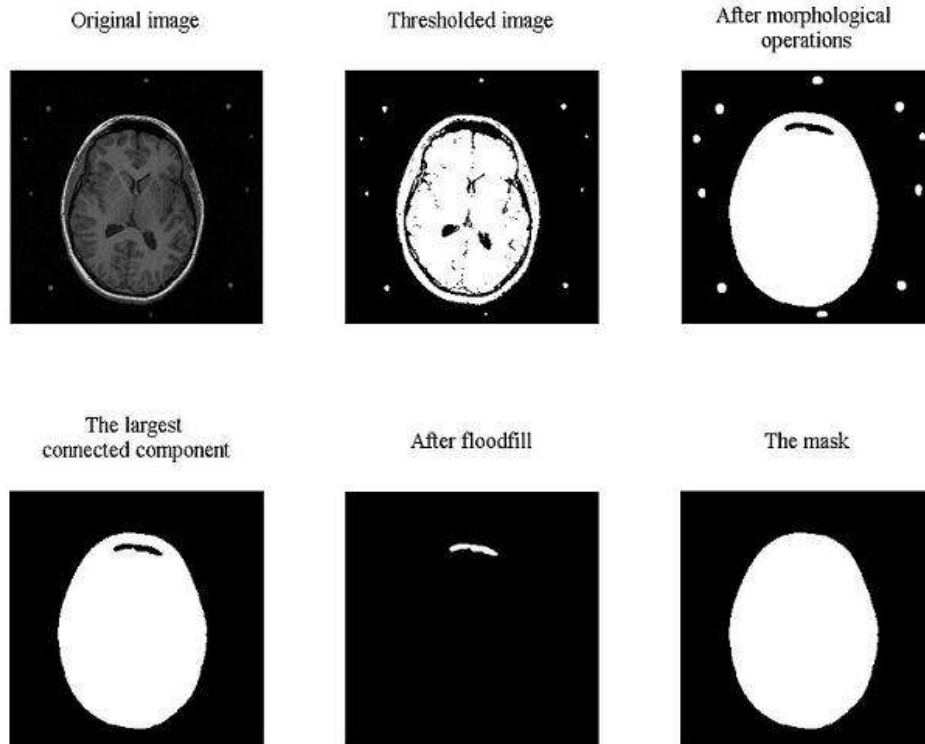 Original image
Thresholded image
After morphological
operations
The largest
connected component
After floodfill
The mask